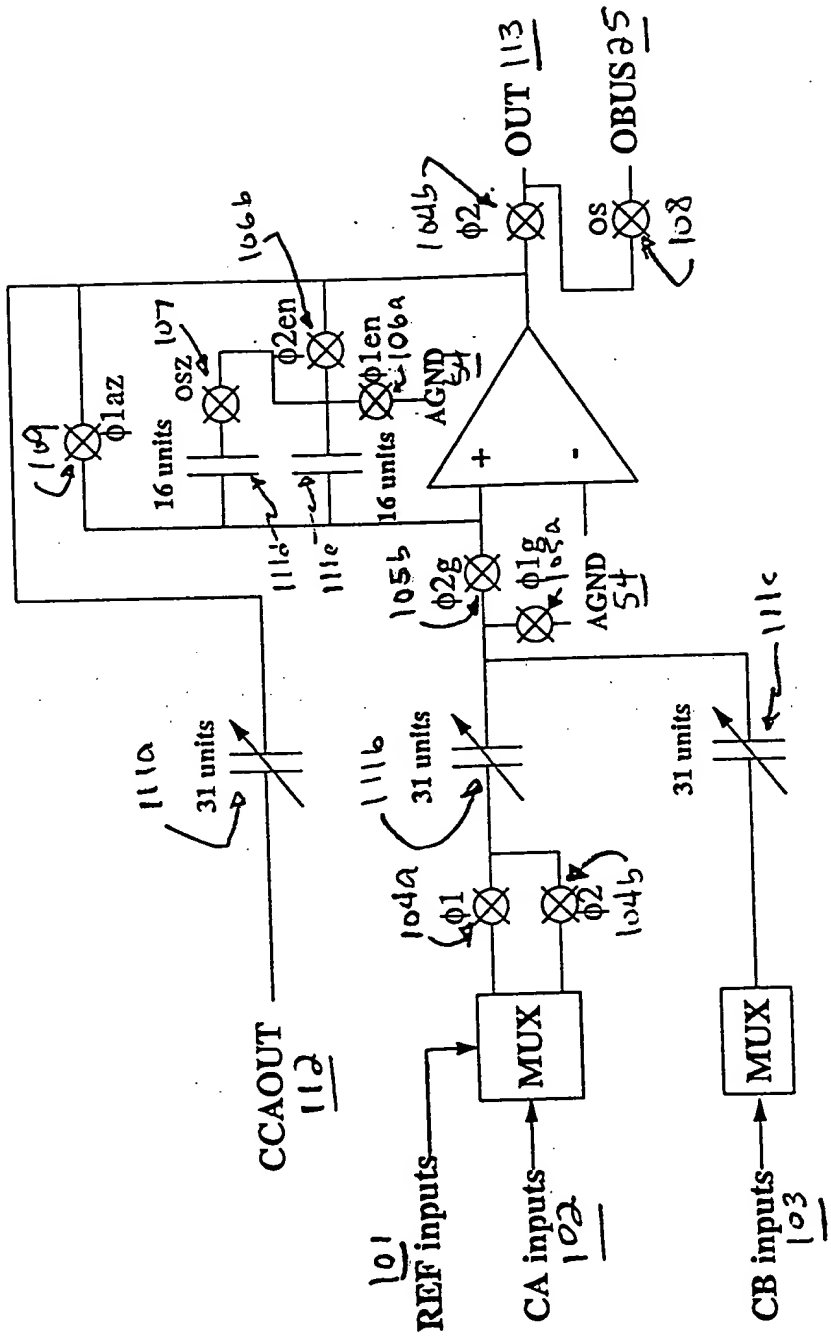 109
φ1az
111a
31 units
16 units
osz
107
106b
φ2en
111d
111e
16 units
φ1en
106a
AGND
54
CCAOUT
112
+
-
105b
φ2g
φ1g
105a
AGND
54
104b
φ2
OUT 113
os
OBUS 25
108
101
REF inputs
MUX
CA inputs
102
104a
φ1
φ2
104b
111b
31 units
CB inputs
103
MUX
31 units
111c